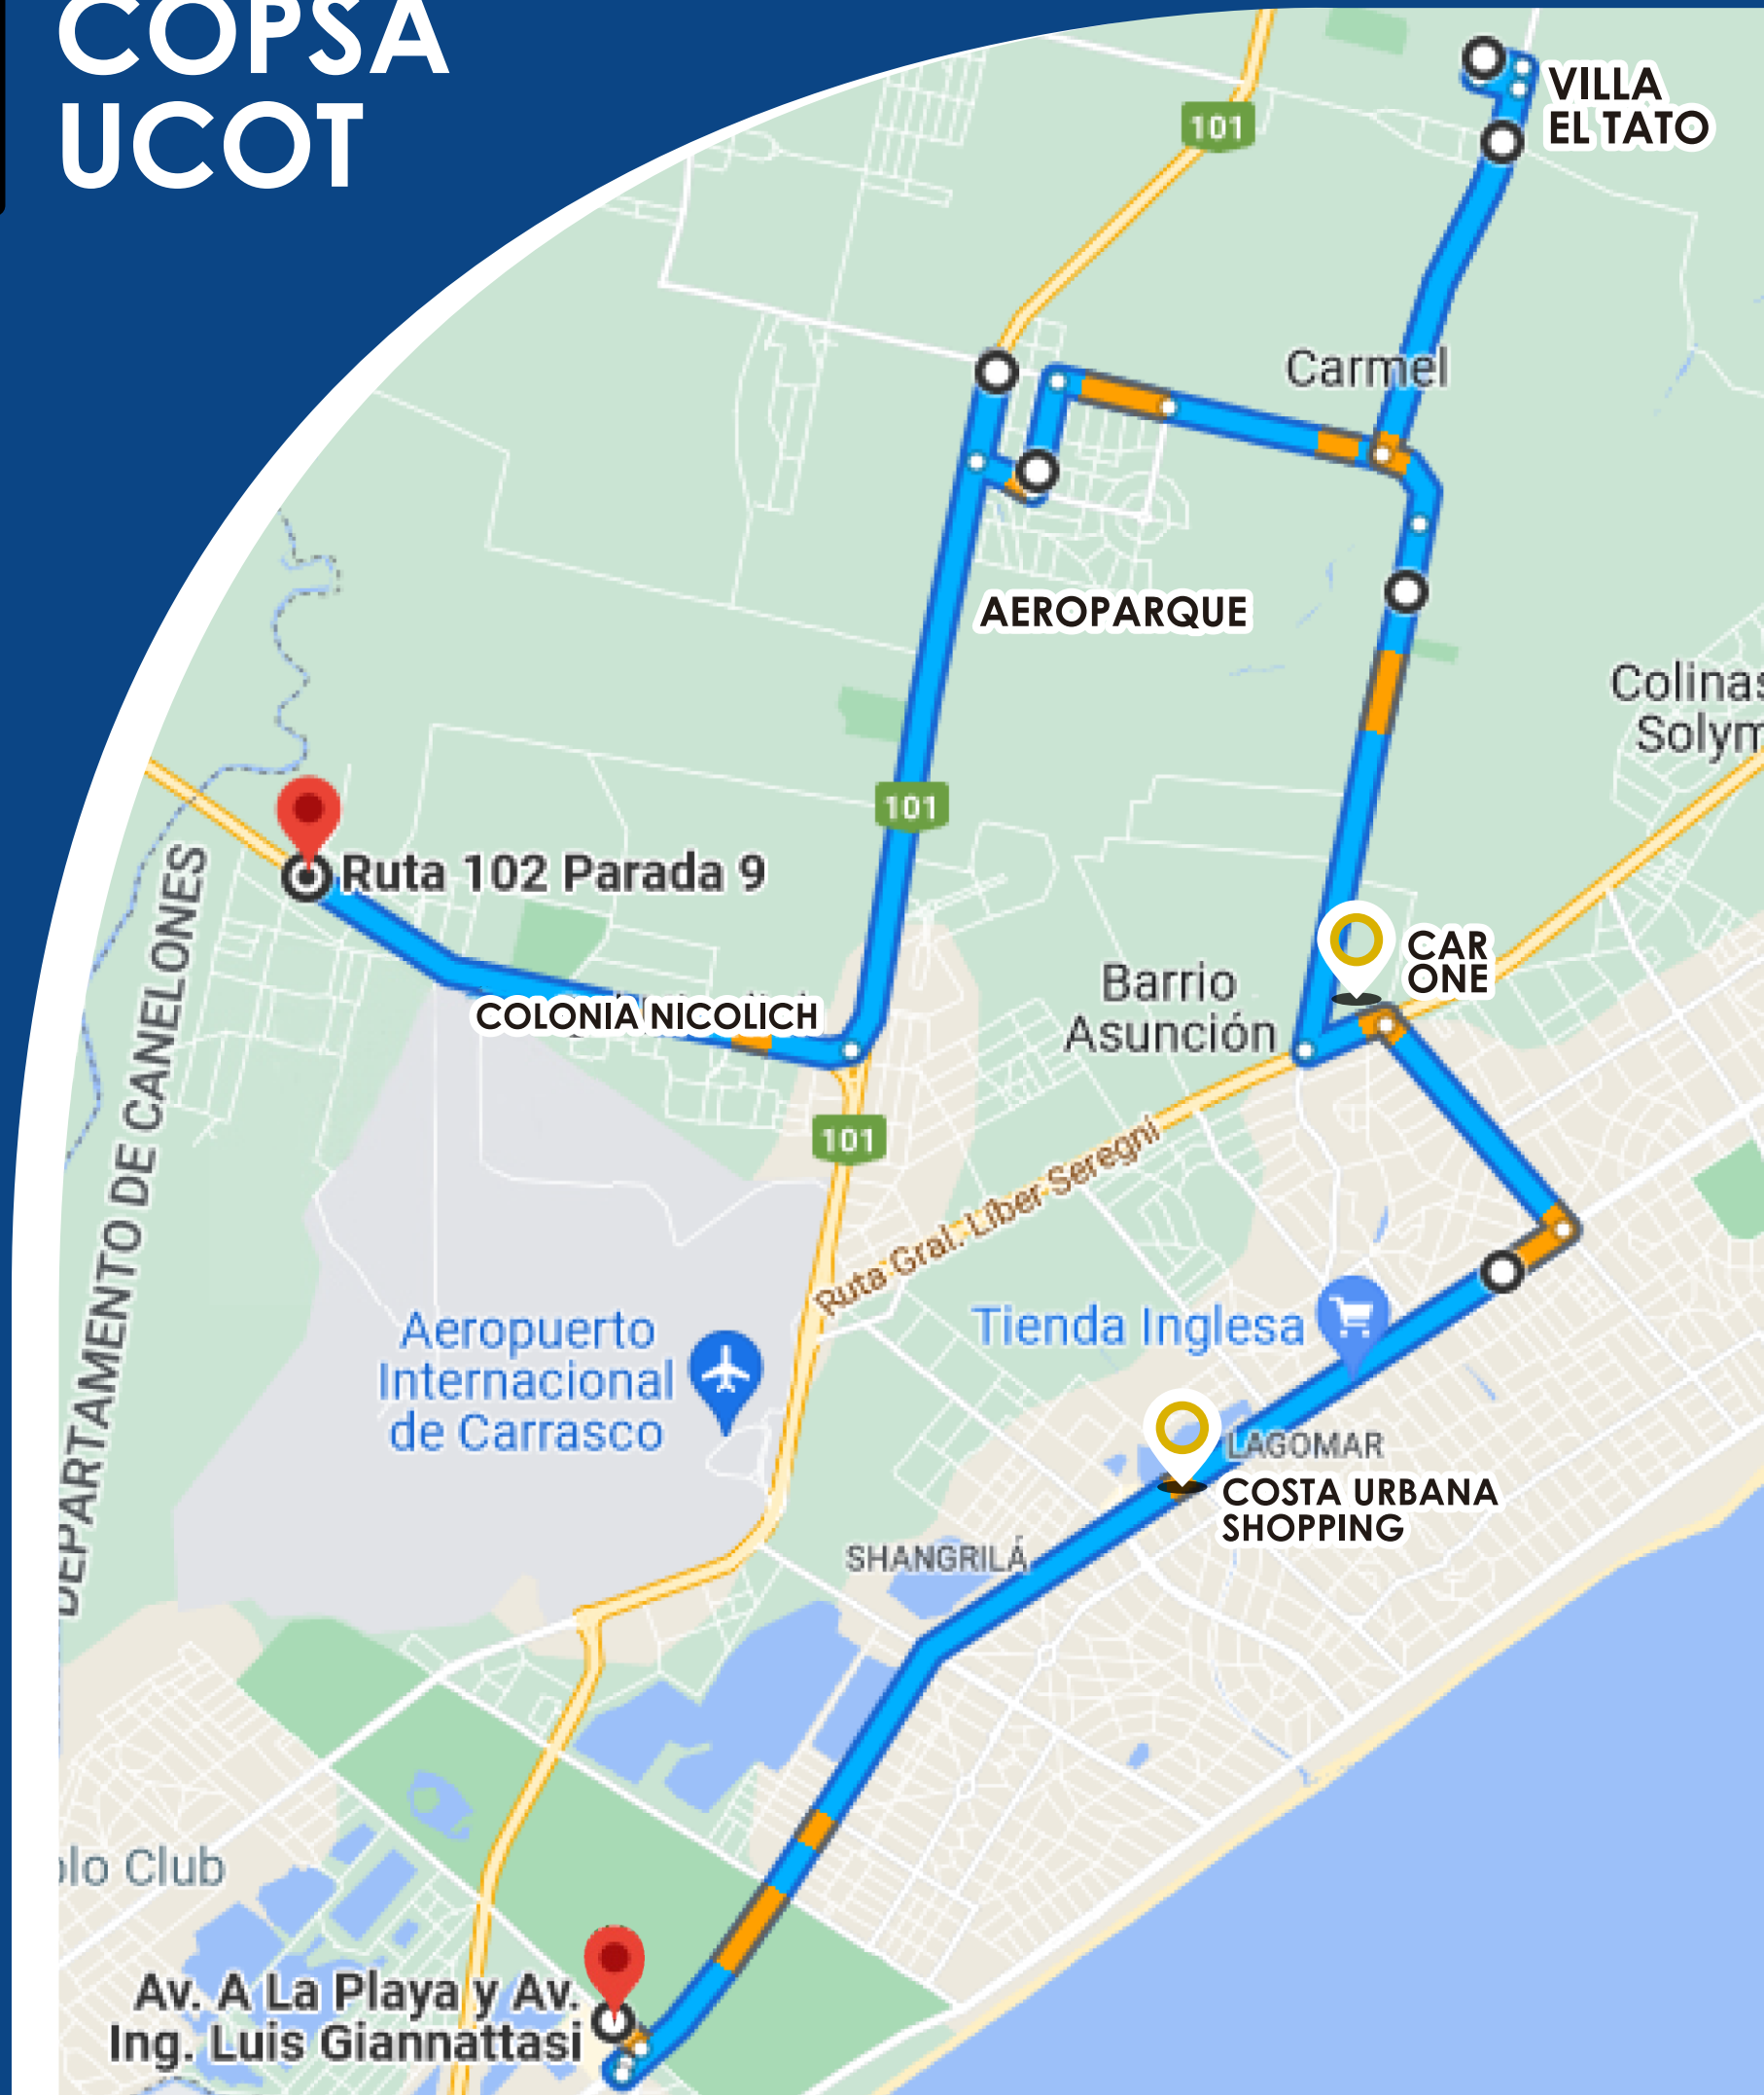 COPSA
UCOT
VILLA
EL TATO
101
Carmel
AEROPARQUE
Colinas
Solym
101
Ruta 102 Parada 9
CAR
ONE
Barrio
Asunción
COLONIA NICOLICH
DEPARTAMENTO DE CANELONES
101
Ruta Gral. Líber Seregni
Tienda Inglesa
Aeropuerto
Internacional
de Carrasco
LAGOMAR
COSTA URBANA
SHOPPING
SHANGRILÁ
olo Club
Av. A La Playa y Av.
Ing. Luis Giannattasi